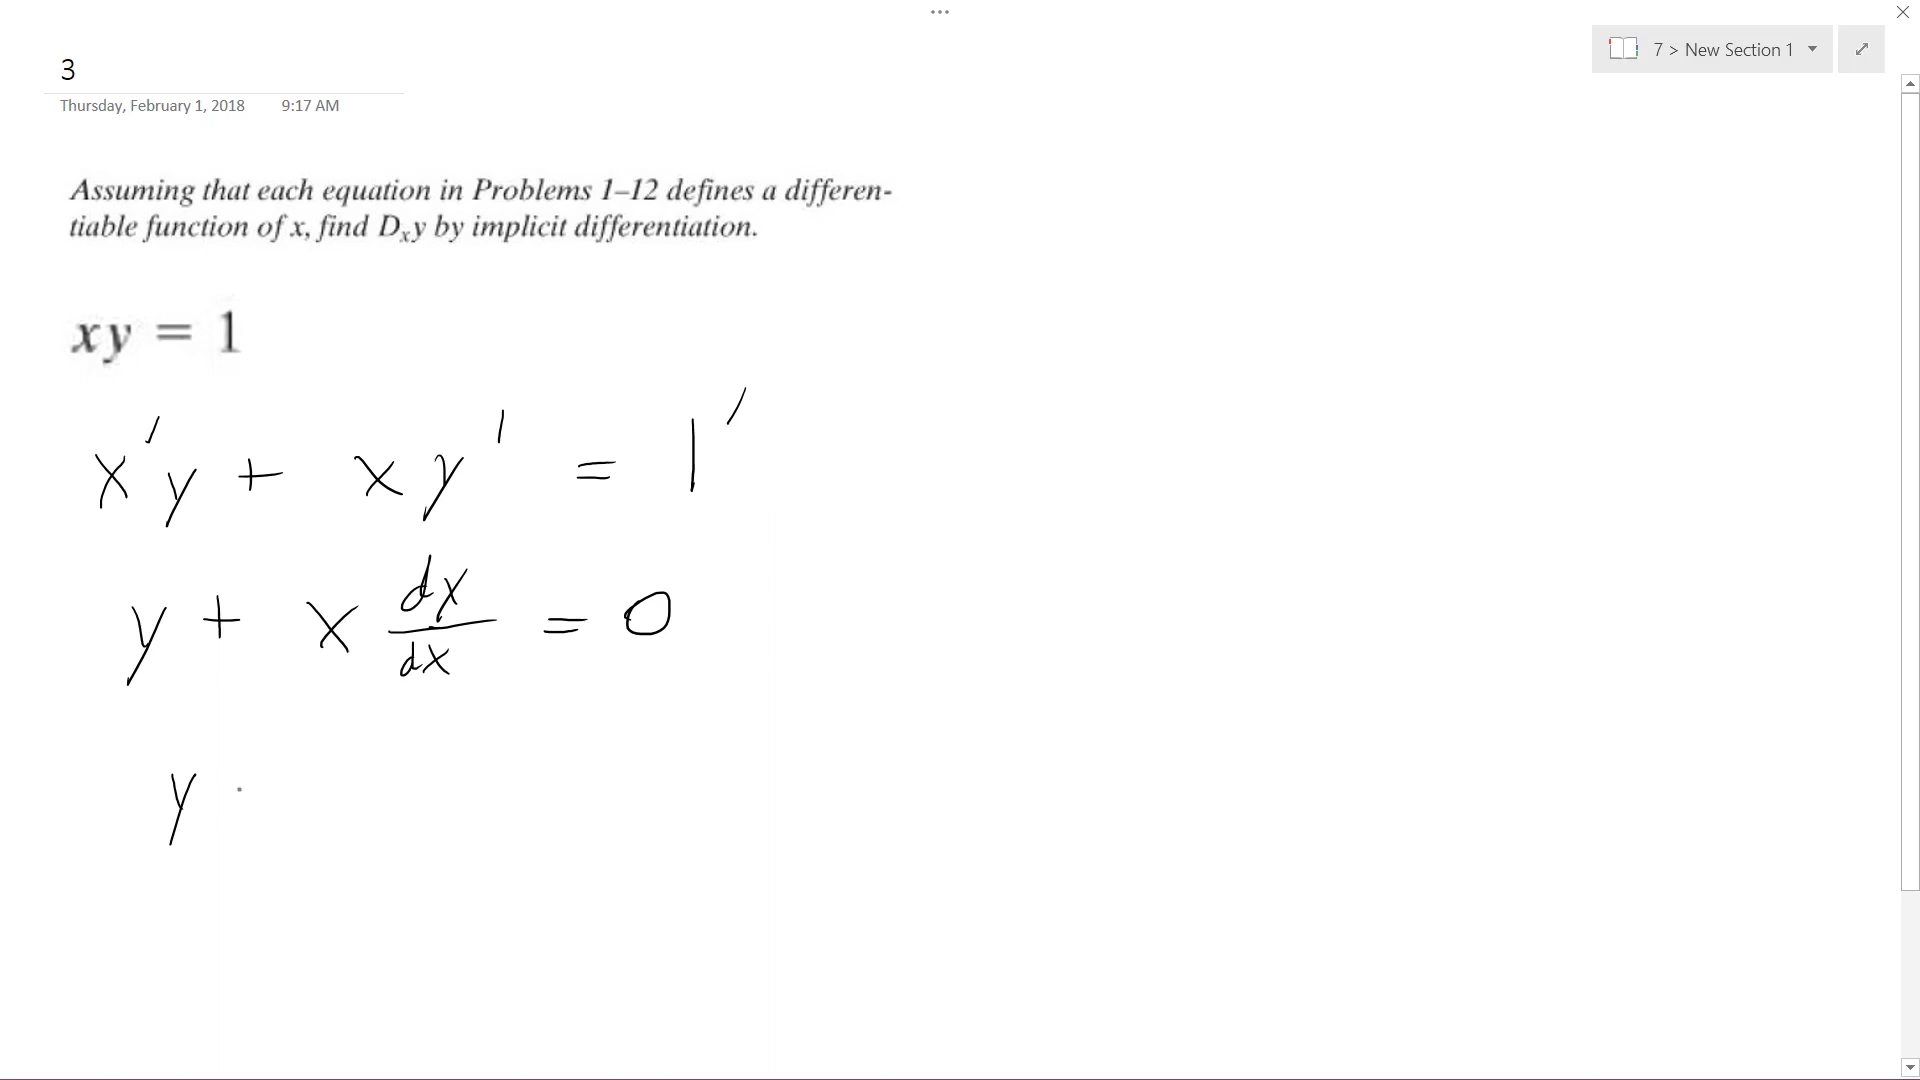 ...
7 > New Section 1
3
Thursday, February 1, 2018 9:17 AM
Assuming that each equation in Problems 1–12 defines a differen-
tiable function of x, find Dₓy by implicit differentiation.
xy = 1
x'y + xy' = 1'
y + x dy/dx = 0
y